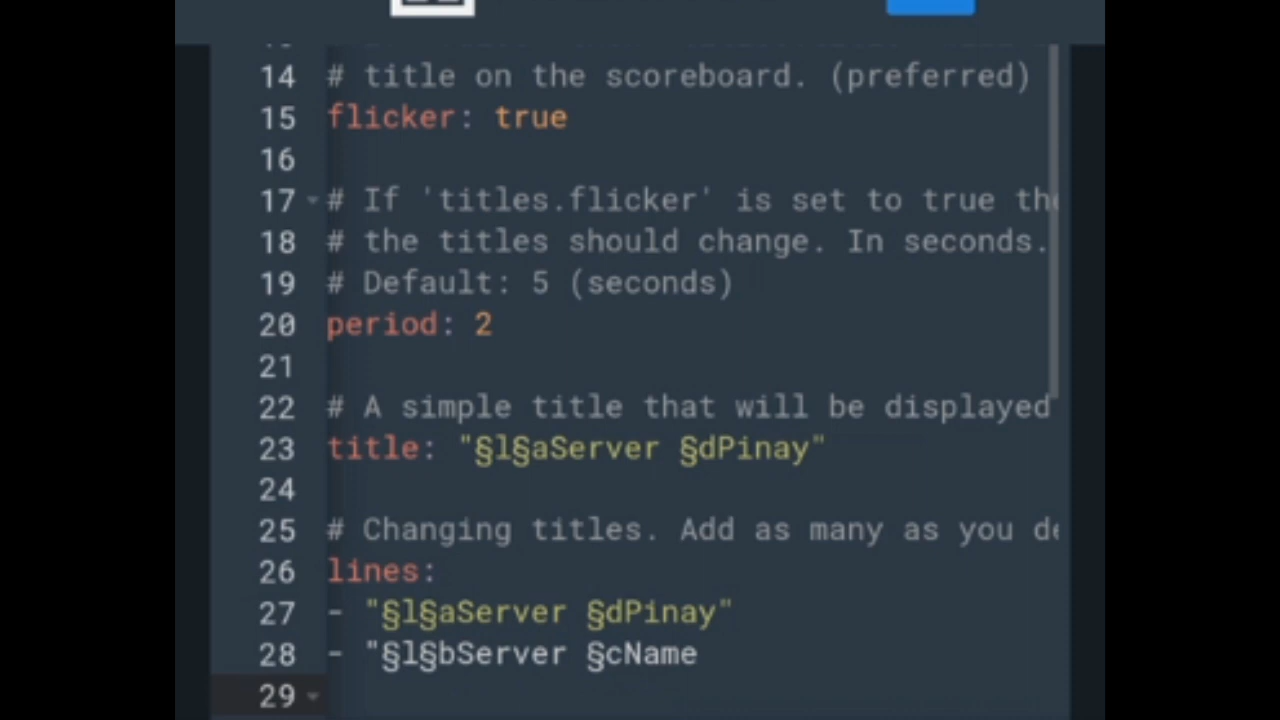 14 # title on the scoreboard. (preferred)
15 flicker: true
16
17 # If 'titles.flicker' is set to true
18 # the titles should change. In seconds.
19 # Default: 5 (seconds)
20 period: 2
21
22 # A simple title that will be displayed
23 title: "§l§aServer §dPinay"
24
25 # Changing titles. Add as many as you
26 lines:
27 - "§l§aServer §dPinay"
28 - "§l§bServer §cName
29